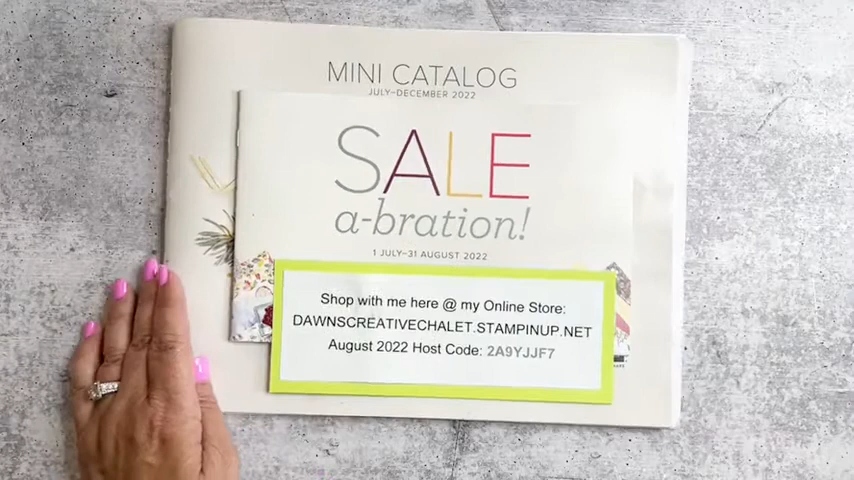 MINI CATALOG
JULY–DECEMBER 2022
SALE
a-bration!
1 JULY–31 AUGUST 2022
Shop with me here @ my Online Store:
DAWNSCREATIVECHALET.STAMPINUP.NET
August 2022 Host Code: 2A9YJJF7